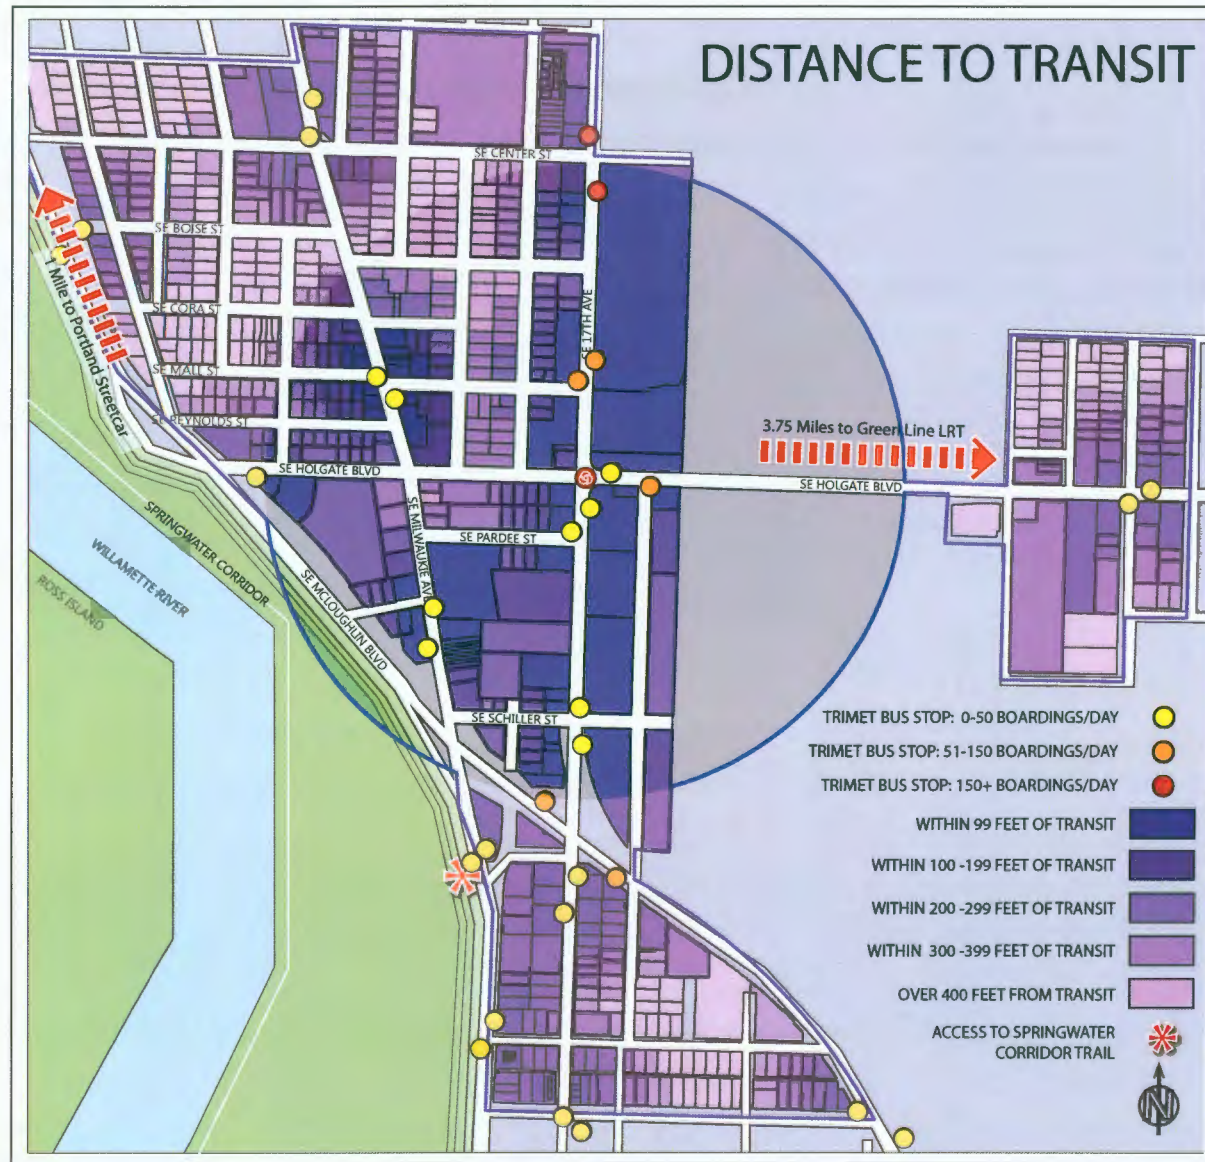 DISTANCE TO TRANSIT
SE CENTER ST
SE BOISE ST
1 Mile to Portland Streetcar
SE CORA ST
SE 17TH AVE
SE MALL ST
SE REYNOLDS ST
3.75 Miles to Green Line LRT
SE HOLGATE BLVD
SE HOLGATE BLVD
SE MILWAUKIE AVE
SE PARDEE ST
SPRINGWATER CORRIDOR
WILLAMETTE RIVER
ROSS ISLAND
SE MCLOUGHLIN BLVD
SE SCHILLER ST
TRIMET BUS STOP: 0-50 BOARDINGS/DAY
TRIMET BUS STOP: 51-150 BOARDINGS/DAY
TRIMET BUS STOP: 150+ BOARDINGS/DAY
WITHIN 99 FEET OF TRANSIT
WITHIN 100 -199 FEET OF TRANSIT
WITHIN 200 -299 FEET OF TRANSIT
WITHIN 300 -399 FEET OF TRANSIT
OVER 400 FEET FROM TRANSIT
ACCESS TO SPRINGWATER
CORRIDOR TRAIL
N